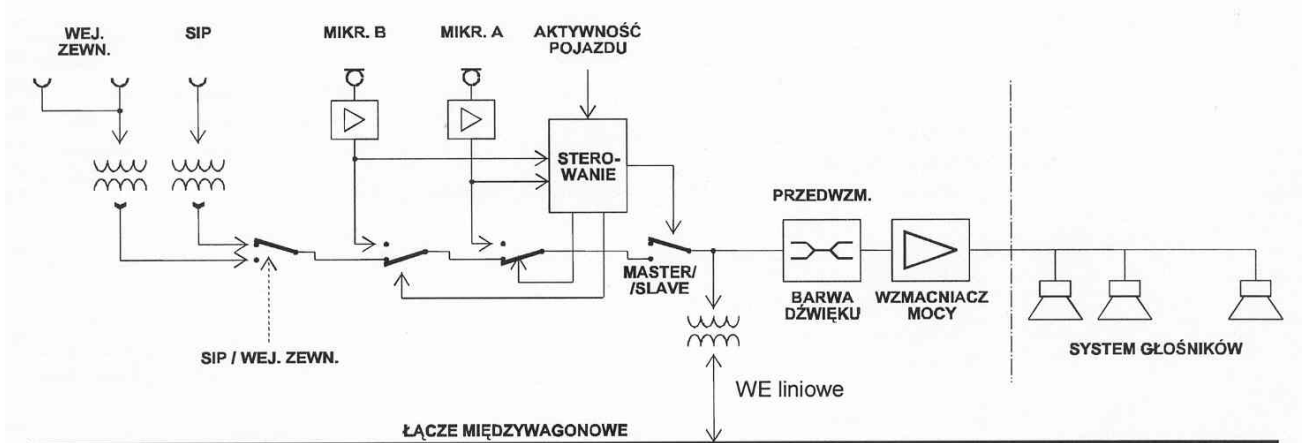 WEJ.
ZEWN.
SIP
MIKR. B
MIKR. A
AKTYWNOŚĆ
POJAZDU
STERO-
WANIE
MASTER/
/SLAVE
PRZEDWZM.
BARWA
DŹWIĘKU
WZMACNIACZ
MOCY
SYSTEM GŁOŚNIKÓW
SIP / WEJ. ZEWN.
WE liniowe
ŁĄCZE MIĘDZYWAGONOWE